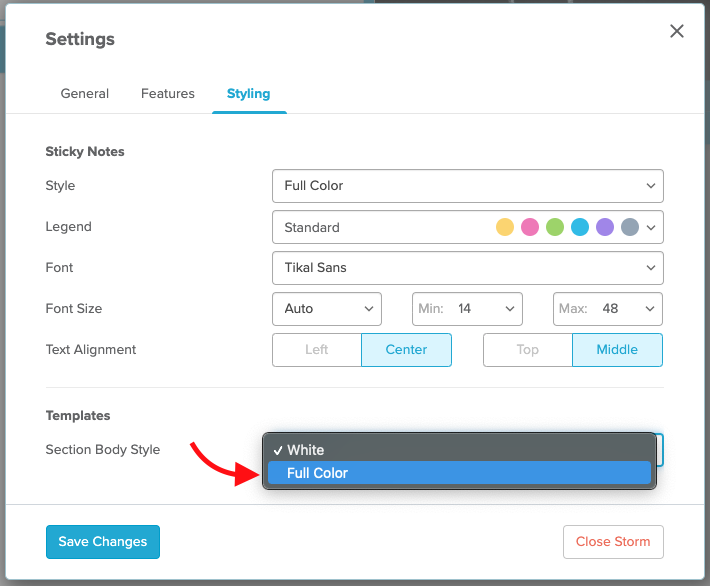 Settings
General Features Styling
Sticky Notes
Style Full Color
Legend Standard
Font Tikal Sans
Font Size Auto Min: 14 Max: 48
Text Alignment Left Center Top Middle
Templates
Section Body Style ✓ White
Full Color
Save Changes Close Storm